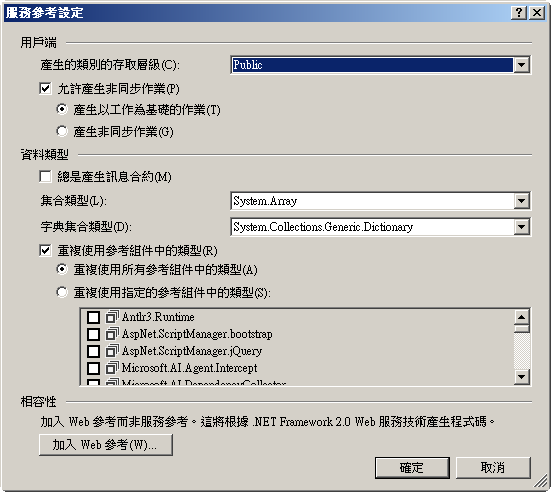 服務參考設定
用戶端
產生的類別的存取層級(C):
Public
允許產生非同步作業(P)
產生以工作為基礎的作業(T)
產生非同步作業(G)
資料類型
總是產生訊息合約(M)
集合類型(L):
System.Array
字典集合類型(D):
System.Collections.Generic.Dictionary
重複使用參考組件中的類型(R)
重複使用所有參考組件中的類型(A)
重複使用指定的參考組件中的類型(S):
Antlr3.Runtime
AspNet.ScriptManager.bootstrap
AspNet.ScriptManager.jQuery
Microsoft.AI.Agent.Intercept
Microsoft.AI.DependencyCollector
相容性
加入 Web 參考而非服務參考。這將根據 .NET Framework 2.0 Web 服務技術產生程式碼。
加入 Web 參考(W)...
確定
取消